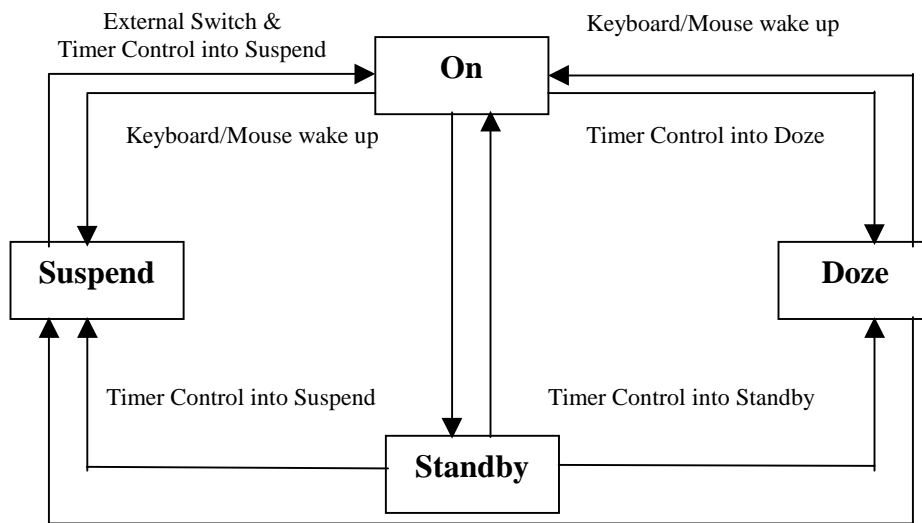 External Switch &
Timer Control into Suspend
Keyboard/Mouse wake up
On
Keyboard/Mouse wake up
Timer Control into Doze
Suspend
Doze
Timer Control into Suspend
Timer Control into Standby
Standby